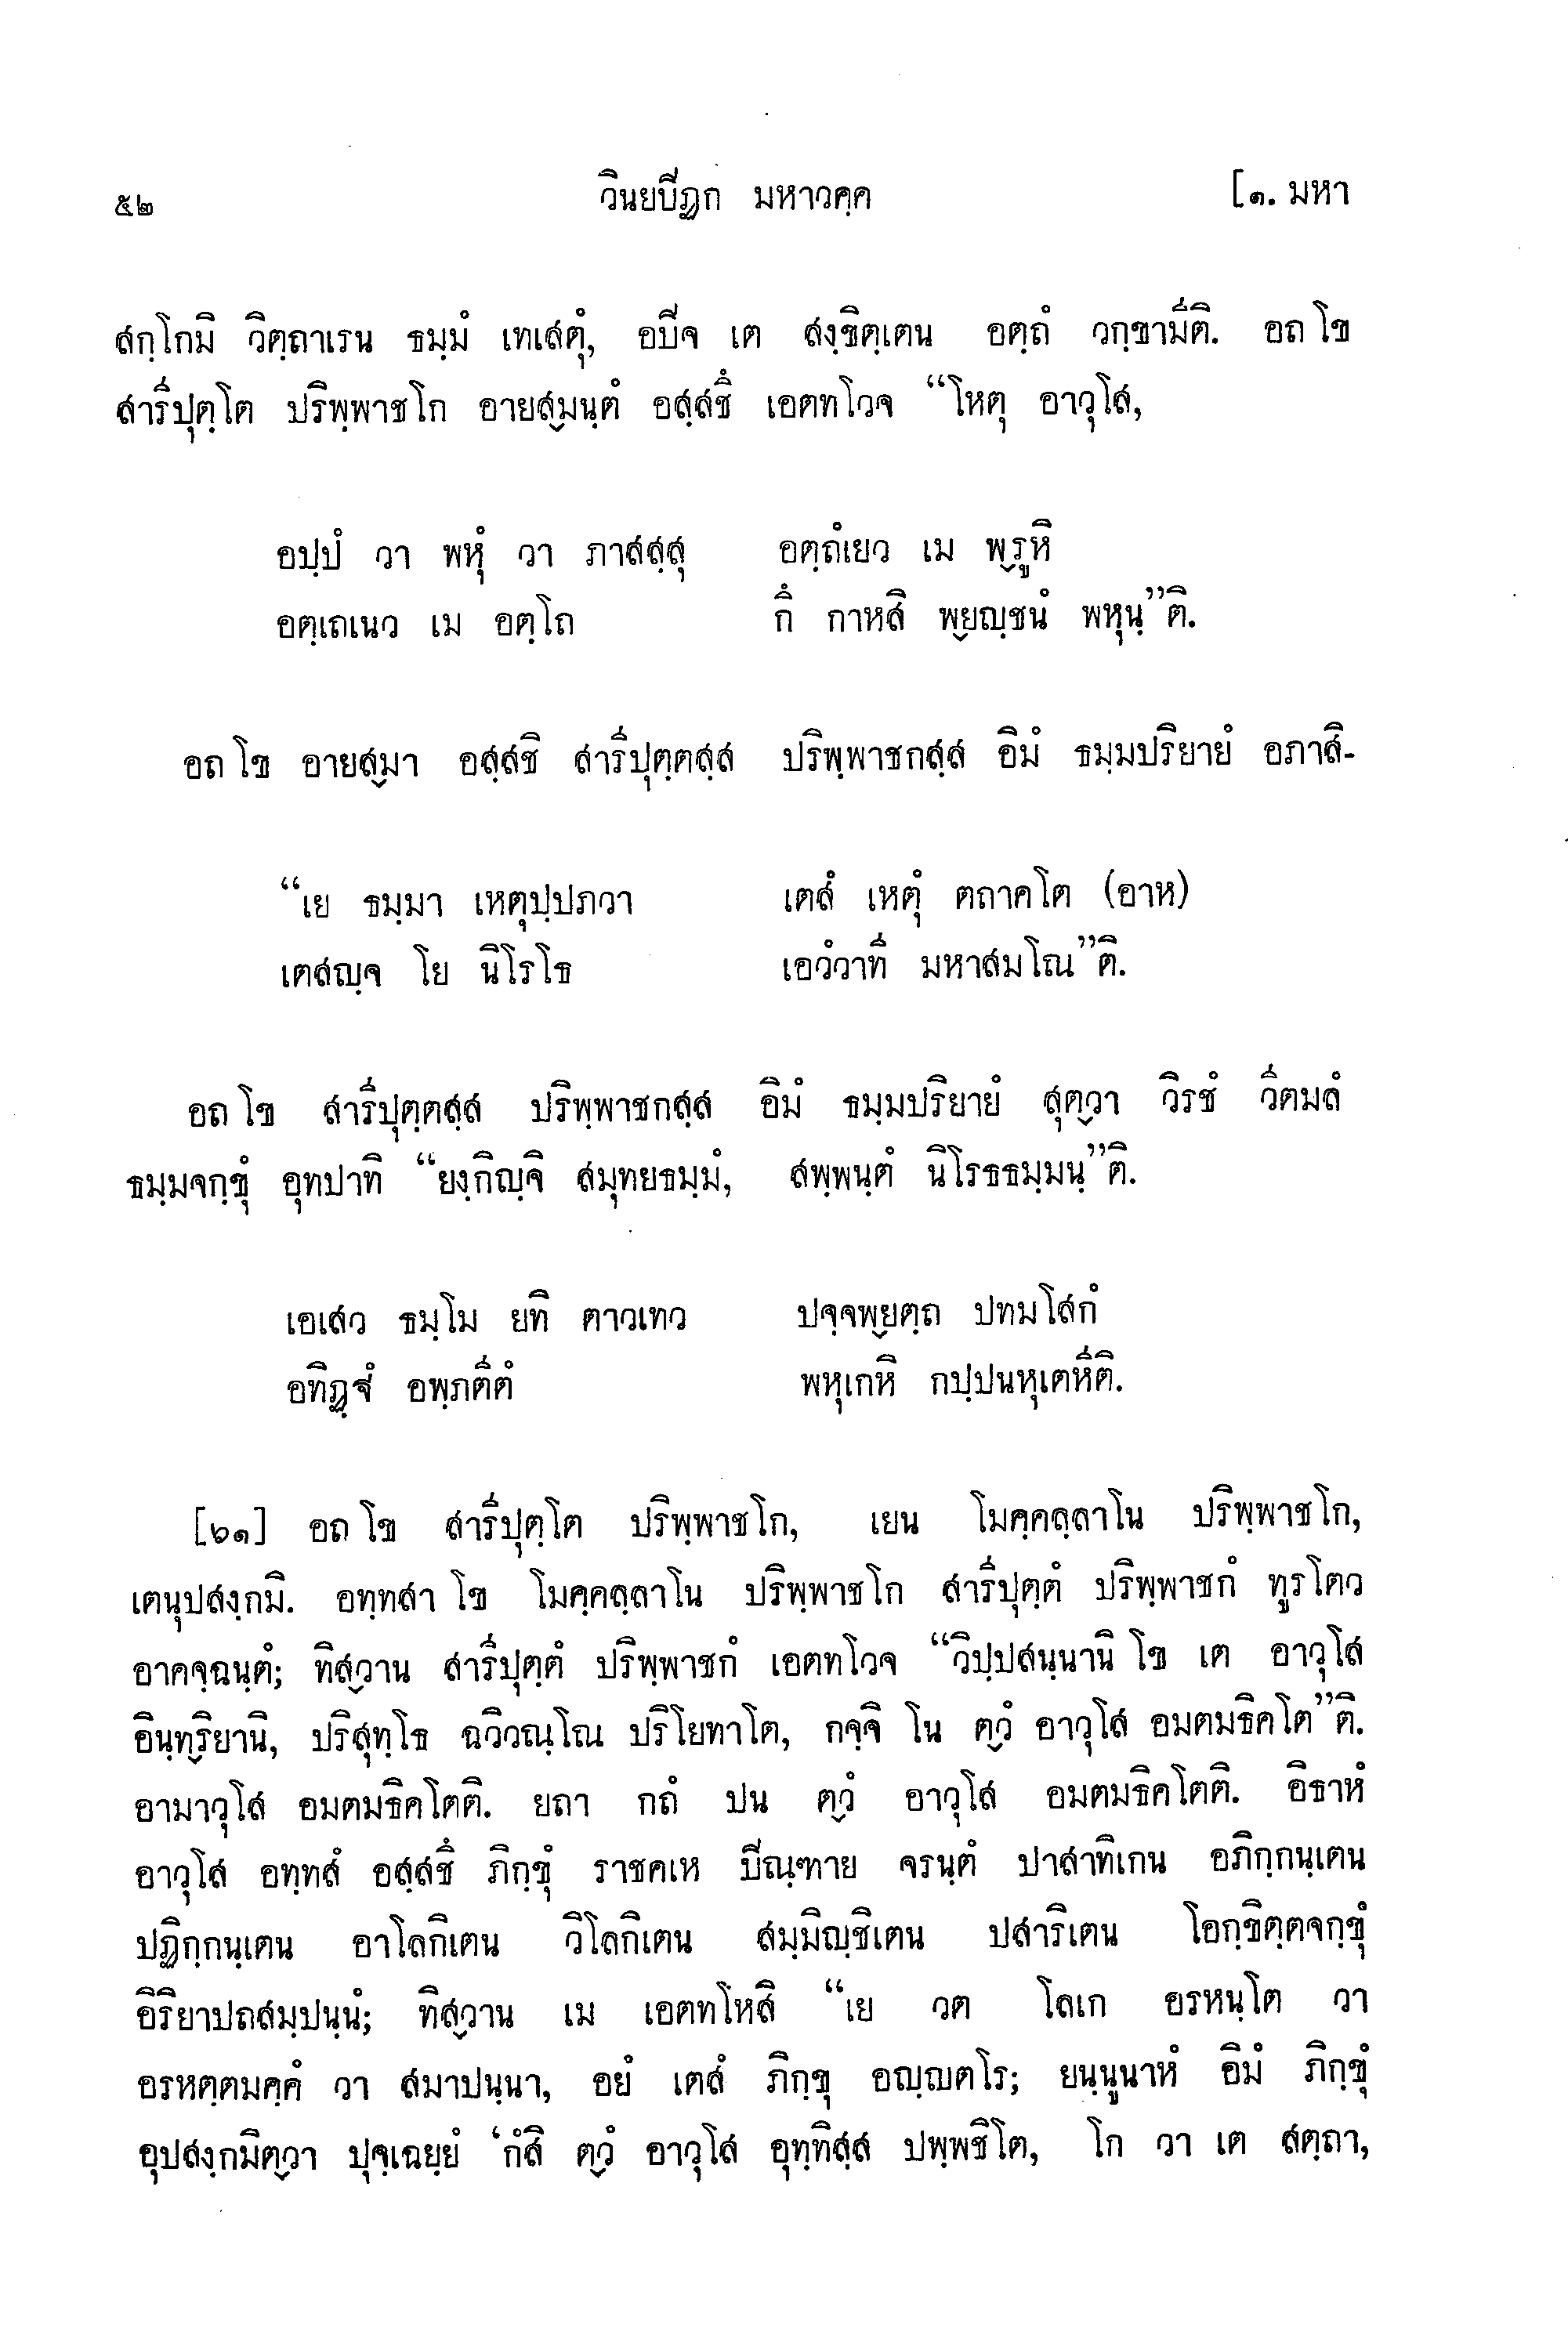 ๕๒ วินยปิฏก มหาวคฺค [๑. มหา
สกฺโกมิ วิตฺถาเรน ธมฺมํ เทเสตุํ, อปิจ เต สงฺขิตฺเตน อตฺถํ วกฺขามีติ. อถ โข
สารีปุตฺโต ปริพฺพาชโก อายสฺมนฺตํ อสฺสชึ เอตทโวจ “โหตุ อาวุโส,
อปฺปํ วา พหุํ วา ภาสสฺสุ อตฺถํเยว เม พฺรูหิ
อตฺเถเนว เม อตฺโถ กึ กาหสิ พฺยญฺชนํ พหุนฺ”ติ.
อถ โข อายสฺมา อสฺสชิ สารีปุตฺตสฺส ปริพฺพาชกสฺส อิมํ ธมฺมปริยายํ อภาสิ-
“เย ธมฺมา เหตุปฺปภวา เตสํ เหตุํ ตถาคโต (อาห)
เตสญฺจ โย นิโรโธ เอวํวาที มหาสมโณ”ติ.
อถ โข สารีปุตฺตสฺส ปริพฺพาชกสฺส อิมํ ธมฺมปริยายํ สุตฺวา วิรชํ วีตมลํ
ธมฺมจกฺขุํ อุทปาทิ “ยงฺกิญฺจิ สมุทยธมฺมํ, สพฺพนฺตํ นิโรธธมฺมนฺ”ติ.
เอเสว ธมฺโม ยทิ ตาวเทว ปจฺจพฺยตฺถ ปทมโสกํ
อทิฏฺฐํ อพฺภตีตํ พหุเกหิ กปฺปนหุเตหีติ.
[๖๑] อถ โข สารีปุตฺโต ปริพฺพาชโก, เยน โมคฺคลฺลาโน ปริพฺพาชโก,
เตนุปสงฺกมิ. อทฺทสา โข โมคฺคลฺลาโน ปริพฺพาชโก สารีปุตฺตํ ปริพฺพาชกํ ทูรโตว
อาคจฺฉนฺตํ; ทิสฺวาน สารีปุตฺตํ ปริพฺพาชกํ เอตทโวจ “วิปฺปสนฺนานิ โข เต อาวุโส
อินฺทฺริยานิ, ปริสุทฺโธ ฉวิวณฺโณ ปริโยทาโต, กจฺจิ โน ตฺวํ อาวุโส อมตมธิคโต”ติ.
อามาวุโส อมตมธิคโตติ. ยถา กถํ ปน ตฺวํ อาวุโส อมตมธิคโตติ. อิธาหํ
อาวุโส อทฺทสํ อสฺสชึ ภิกฺขุํ ราชคเห ปิณฺฑาย จรนฺตํ ปาสาทิเกน อภิกฺกนฺเตน
ปฏิกฺกนฺเตน อาโลกิเตน วิโลกิเตน สมฺมิญฺชิเตน ปสาริเตน โอกฺขิตฺตจกฺขุํ
อิริยาปถสมฺปนฺนํ; ทิสฺวาน เม เอตทโหสิ “เย วต โลเก อรหนฺโต วา
อรหตฺตมคฺคํ วา สมาปนฺนา, อยํ เตสํ ภิกฺขุ อญฺญตโร; ยนฺนูนาหํ อิมํ ภิกฺขุํ
อุปสงฺกมิตฺวา ปุจฺเฉยฺยํ ‘กํสิ ตฺวํ อาวุโส อุทฺทิสฺส ปพฺพชิโต, โก วา เต สตฺถา,